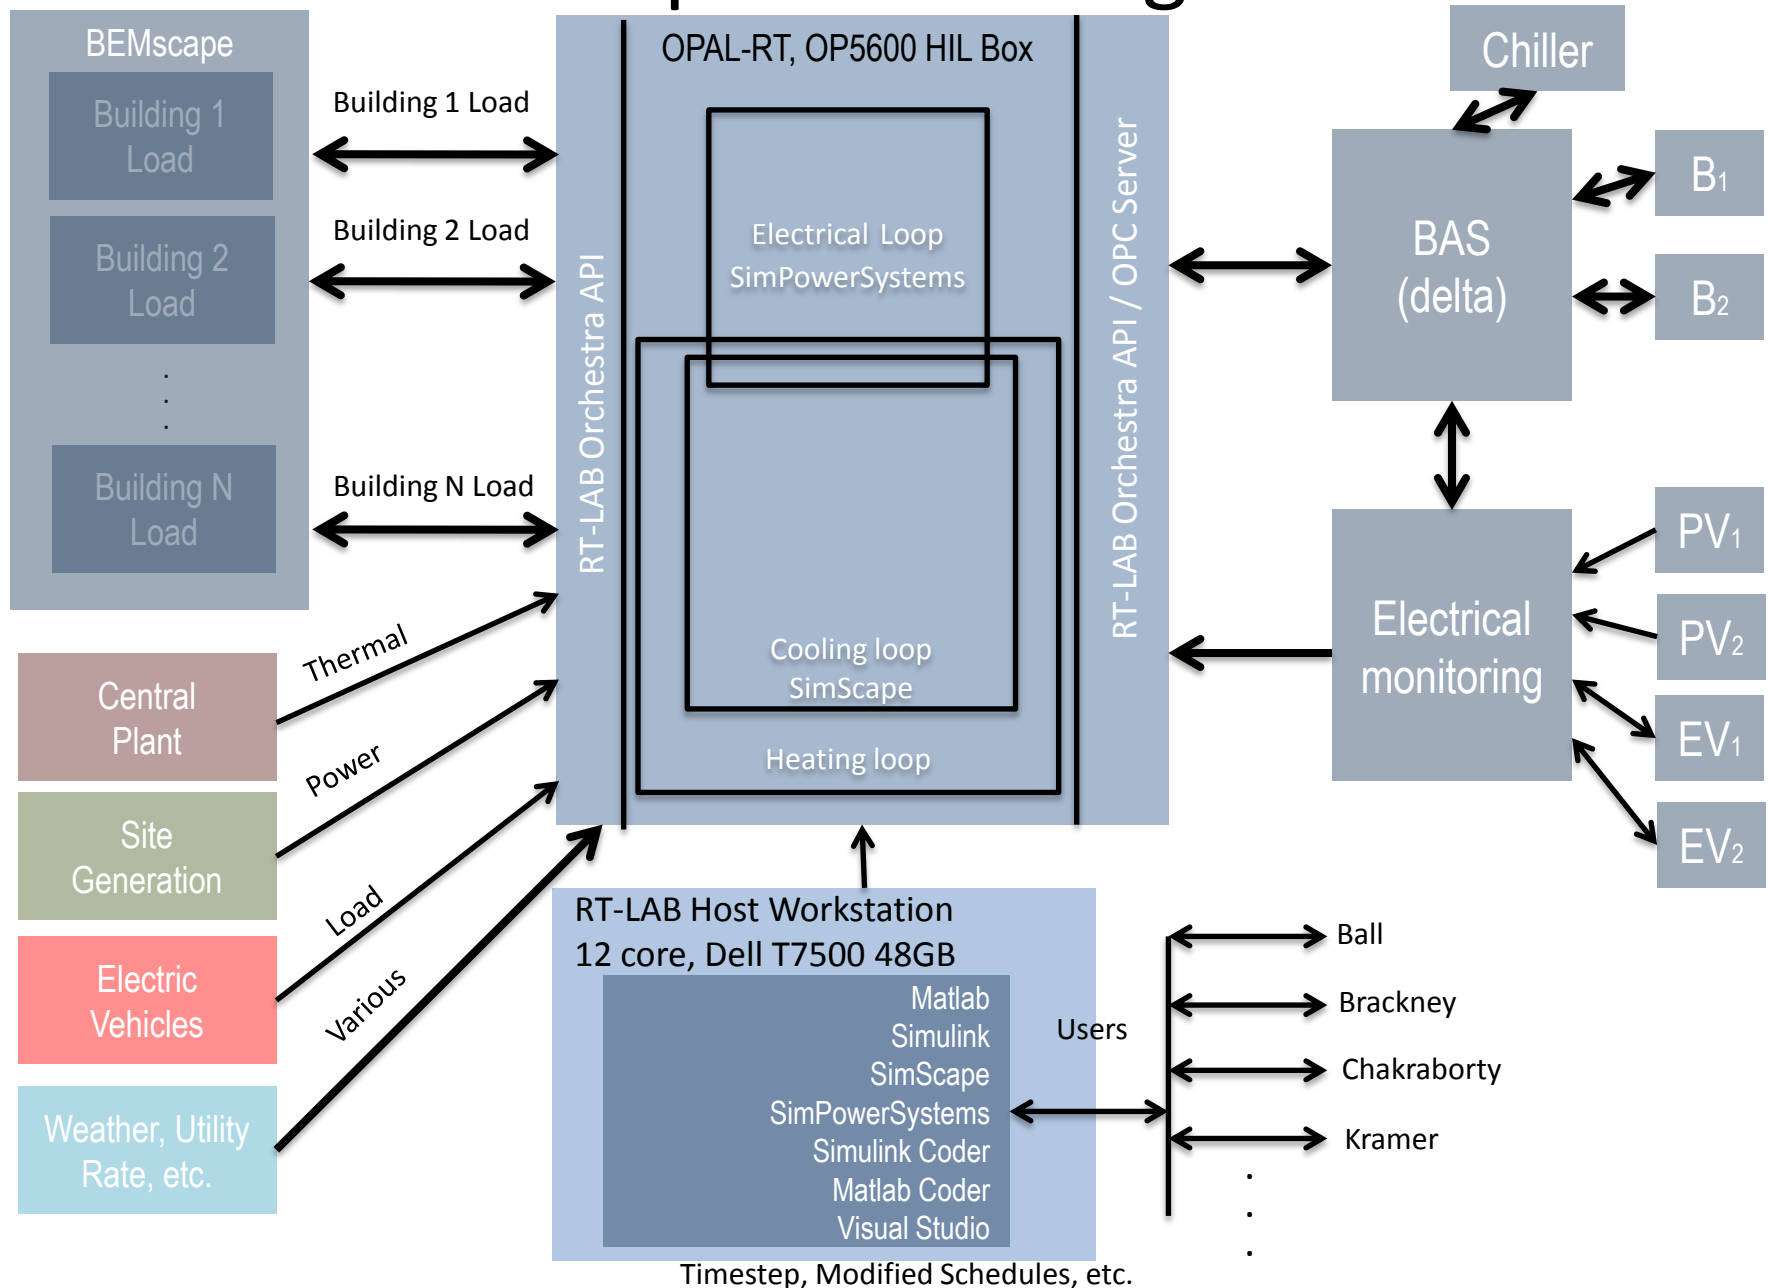 BEMscape
Building 1
Load
Building 2
Load
.
.
.
Building N
Load
Building 1 Load
Building 2 Load
Building N Load
Thermal
Power
Load
Various
Central
Plant
Site
Generation
Electric
Vehicles
Weather, Utility
Rate, etc.
OPAL-RT, OP5600 HIL Box
RT-LAB Orchestra API
Electrical Loop
SimPowerSystems
Cooling loop
SimScape
Heating loop
RT-LAB Orchestra API / OPC Server
Chiller
BAS
(delta)
B1
B2
Electrical
monitoring
PV1
PV2
EV1
EV2
RT-LAB Host Workstation
12 core, Dell T7500 48GB
Matlab
Simulink
SimScape
SimPowerSystems
Simulink Coder
Matlab Coder
Visual Studio
Users
Ball
Brackney
Chakraborty
Kramer
.
.
.
Timestep, Modified Schedules, etc.